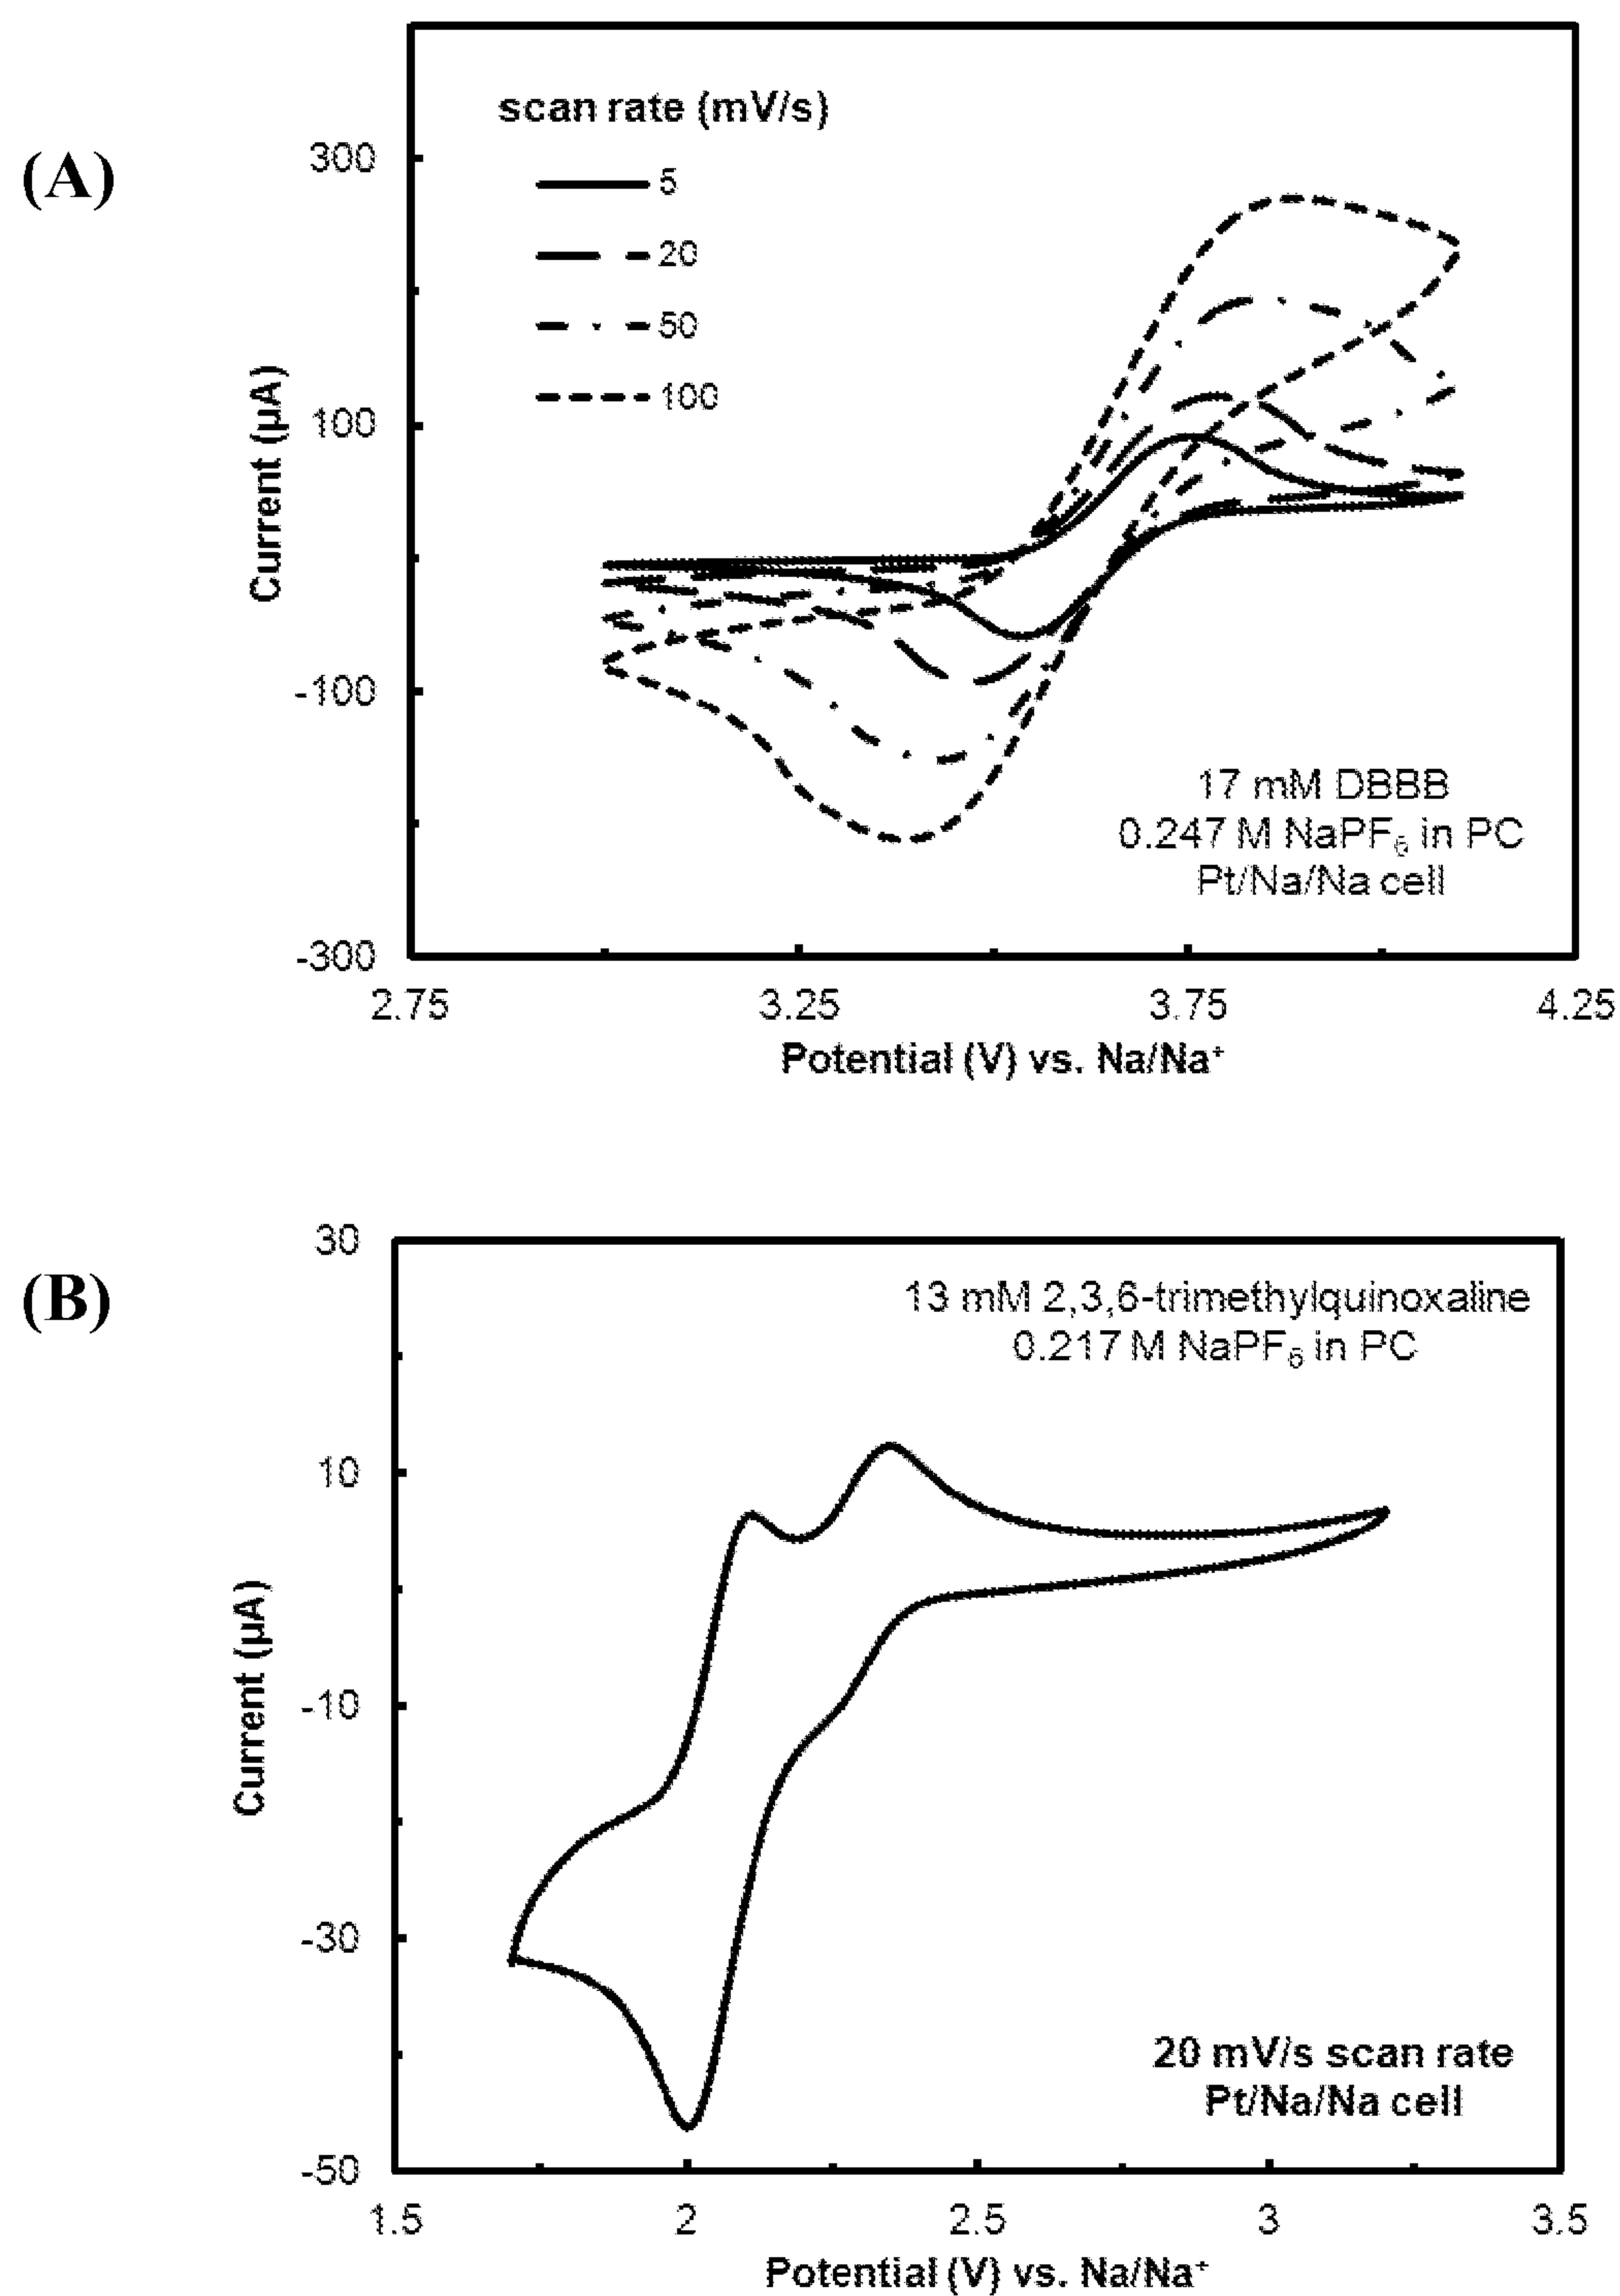 (A)
scan rate (mV/s)
5
20
50
100
300
100
-100
-300
Current (µA)
17 mM DBBB
0.247 M NaPF₆ in PC
Pt/Na/Na cell
2.75 3.25 3.75 4.25
Potential (V) vs. Na/Na⁺
(B)
30
10
-10
-30
-50
Current (µA)
13 mM 2,3,6-trimethylquinoxaline
0.217 M NaPF₆ in PC
20 mV/s scan rate
Pt/Na/Na cell
1.5 2 2.5 3 3.5
Potential (V) vs. Na/Na⁺